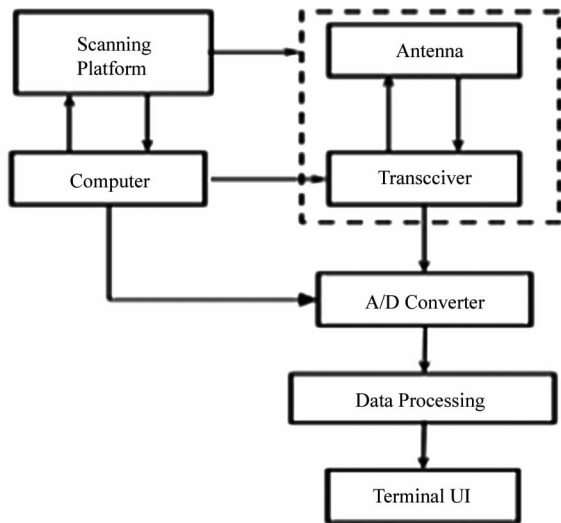 Scanning
Platform
Antenna
Computer
Transcciver
A/D Converter
Data Processing
Terminal UI